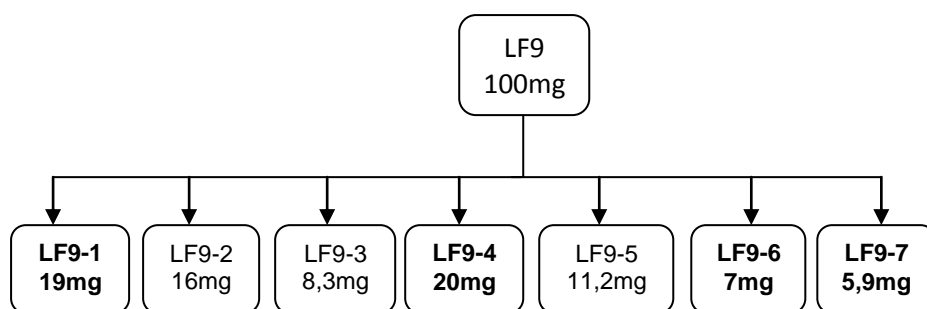 LF9
100mg
LF9-1
19mg
LF9-2
16mg
LF9-3
8,3mg
LF9-4
20mg
LF9-5
11,2mg
LF9-6
7mg
LF9-7
5,9mg